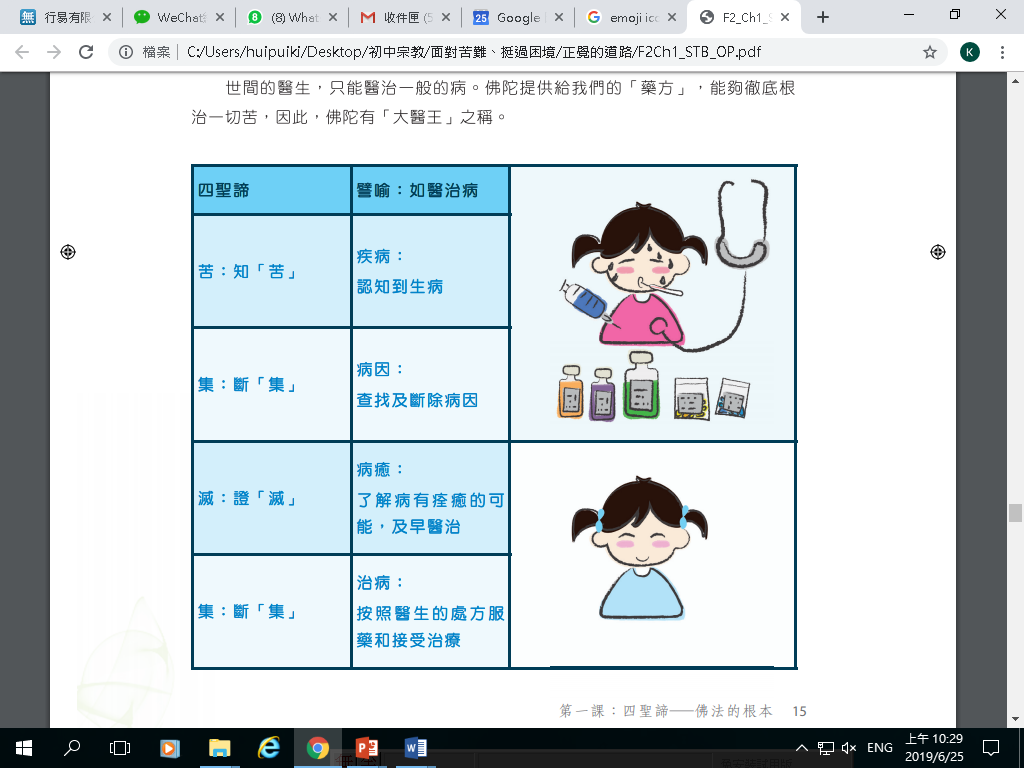 行易有限
WeChat
(8) What
收件匣 (5
Google
emoji ico
F2_Ch1_S
檔案
C:/Users/huipuiki/Desktop/初中宗教/面對苦難、挺過困境/正覺的道路/F2Ch1_STB_OP.pdf
K
世間的醫生，只能醫治一般的病。佛陀提供給我們的「藥方」，能夠徹底根
治一切苦，因此，佛陀有「大醫王」之稱。
四聖諦
譬喻：如醫治病
苦：知「苦」
疾病：
認知到生病
集：斷「集」
病因：
查找及斷除病因
滅：證「滅」
病癒：
了解病有痊癒的可
能，及早醫治
集：斷「集」
治病：
按照醫生的處方服
藥和接受治療
第一課：四聖諦──佛法的根本 15
ENG
上午 10:29
2019/6/25